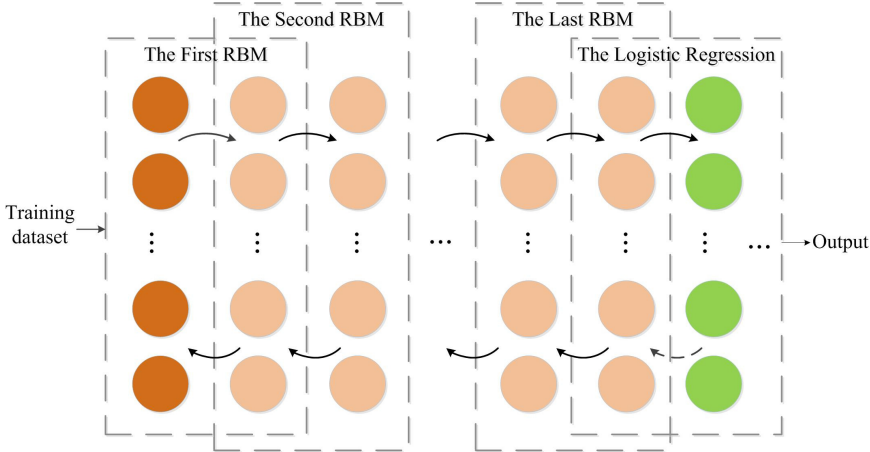 The Second RBM
The Last RBM
The First RBM
The Logistic Regression
Training
dataset
...
...
Output